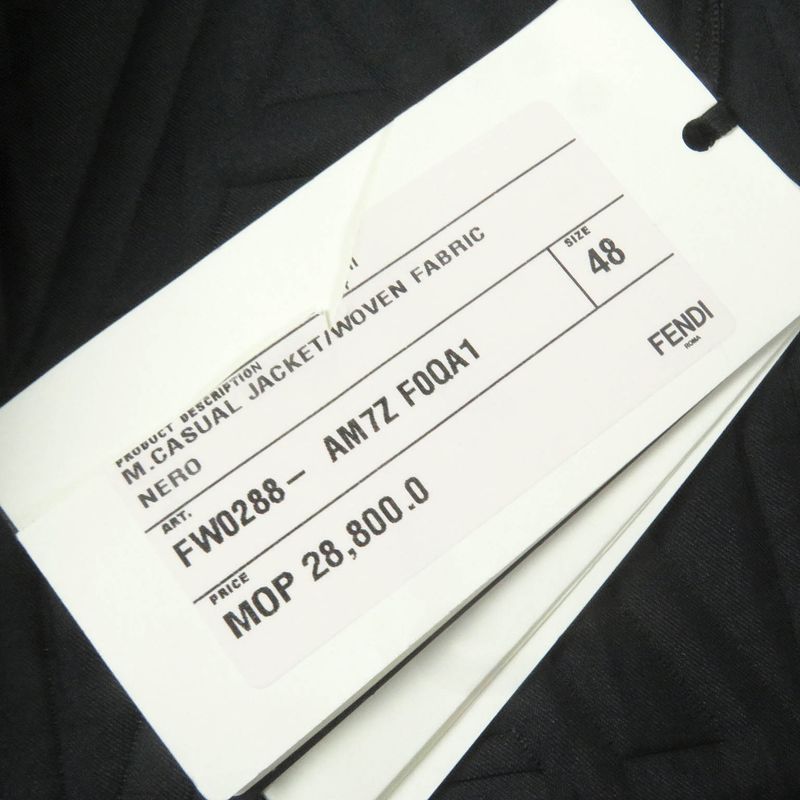 PRODUCT DESCRIPTION
M.CASUAL JACKET/WOVEN FABRIC
NERO
SIZE
48
ART.
FW0288- AM7Z F0QA1
PRICE
MOP 28,800.0
FENDI
ROMA